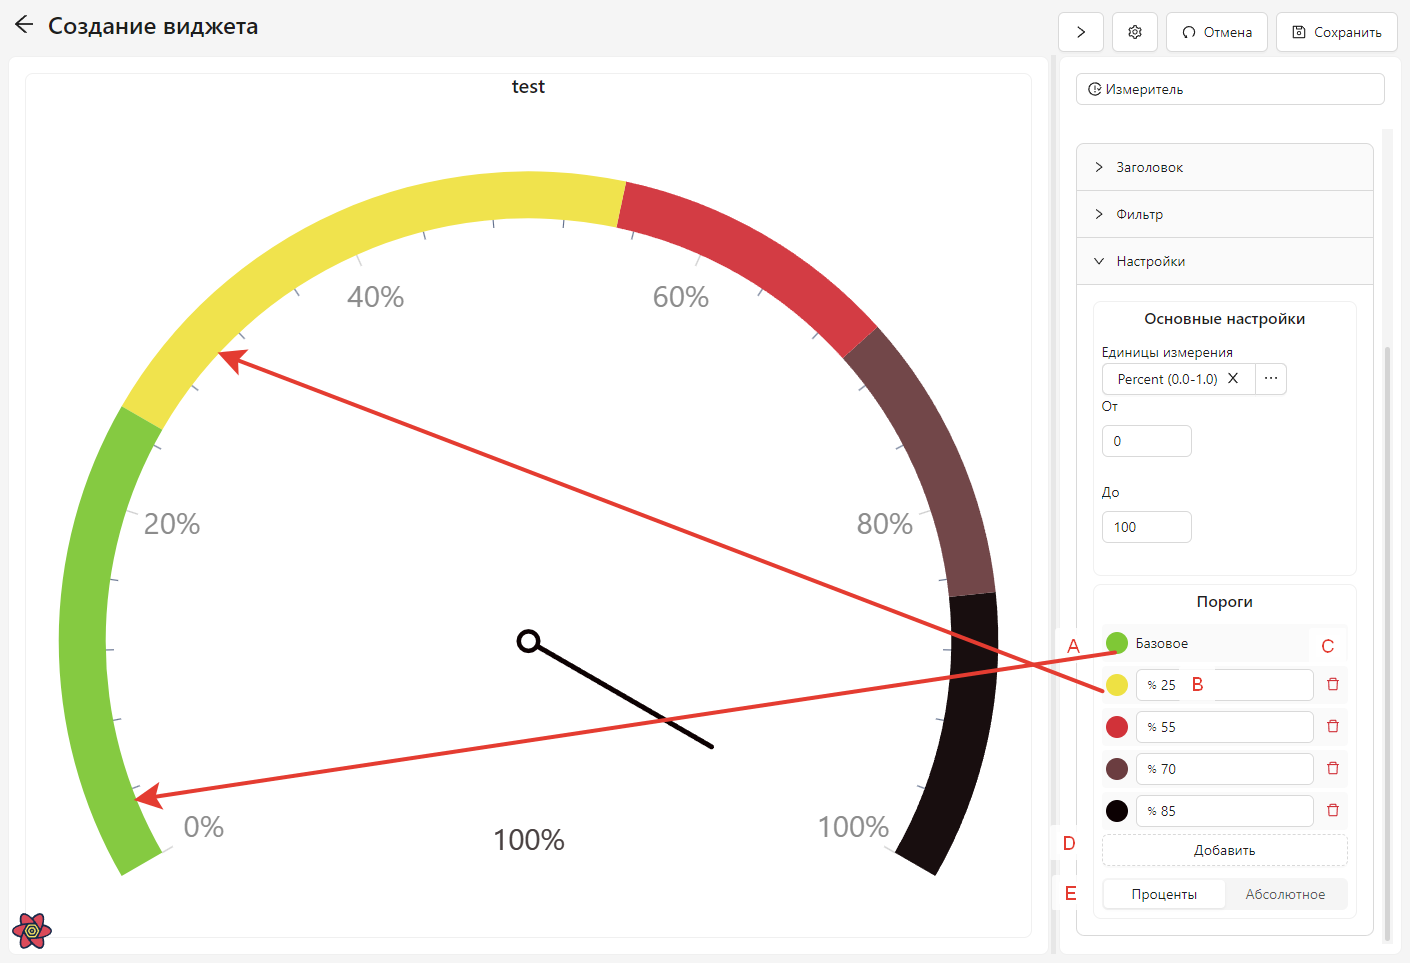 Создание виджета
Отмена
Сохранить
test
40%
60%
20%
80%
0%
100%
100%
Измеритель
Заголовок
Фильтр
Настройки
Основные настройки
Единицы измерения
Percent (0.0-1.0) X ...
От
0
До
100
Пороги
A Базовое C
% 25 B
% 55
% 70
% 85
D Добавить
E Проценты Абсолютное